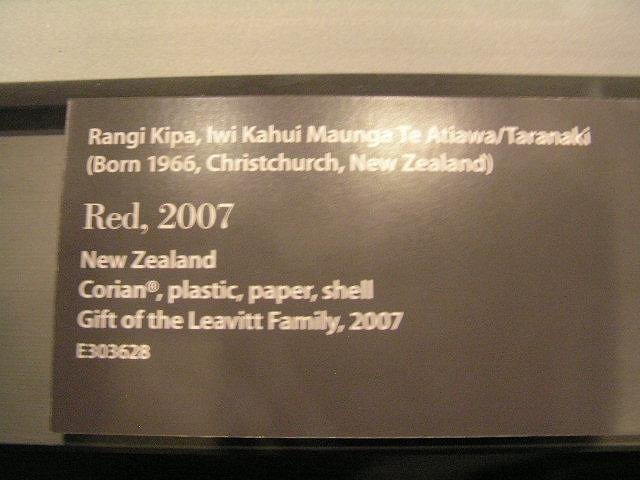 Rangi Kipa, Iwi Kahui Maunga Te Atiawa/Taranaki
(Born 1966, Christchurch, New Zealand)
Red, 2007
New Zealand
Corian®, plastic, paper, shell
Gift of the Leavitt Family, 2007
E303628